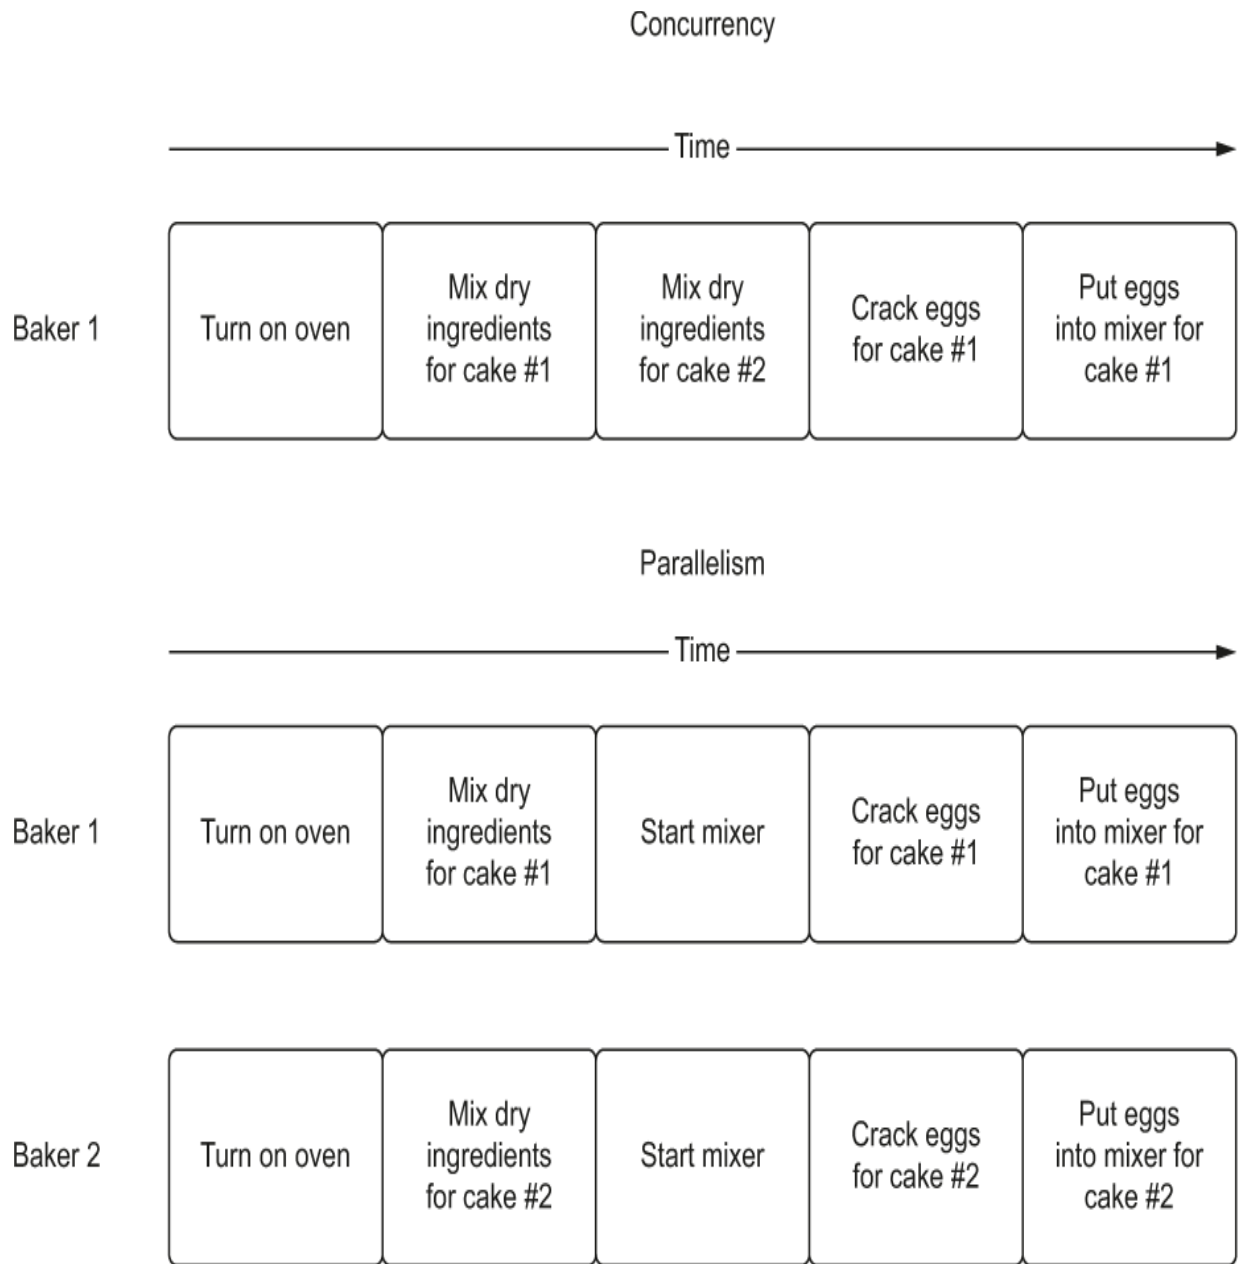 Concurrency
Time
Baker 1
Turn on oven
Mix dry
ingredients
for cake #1
Mix dry
ingredients
for cake #2
Crack eggs
for cake #1
Put eggs
into mixer for
cake #1
Parallelism
Time
Baker 1
Turn on oven
Mix dry
ingredients
for cake #1
Start mixer
Crack eggs
for cake #1
Put eggs
into mixer for
cake #1
Baker 2
Turn on oven
Mix dry
ingredients
for cake #2
Start mixer
Crack eggs
for cake #2
Put eggs
into mixer for
cake #2